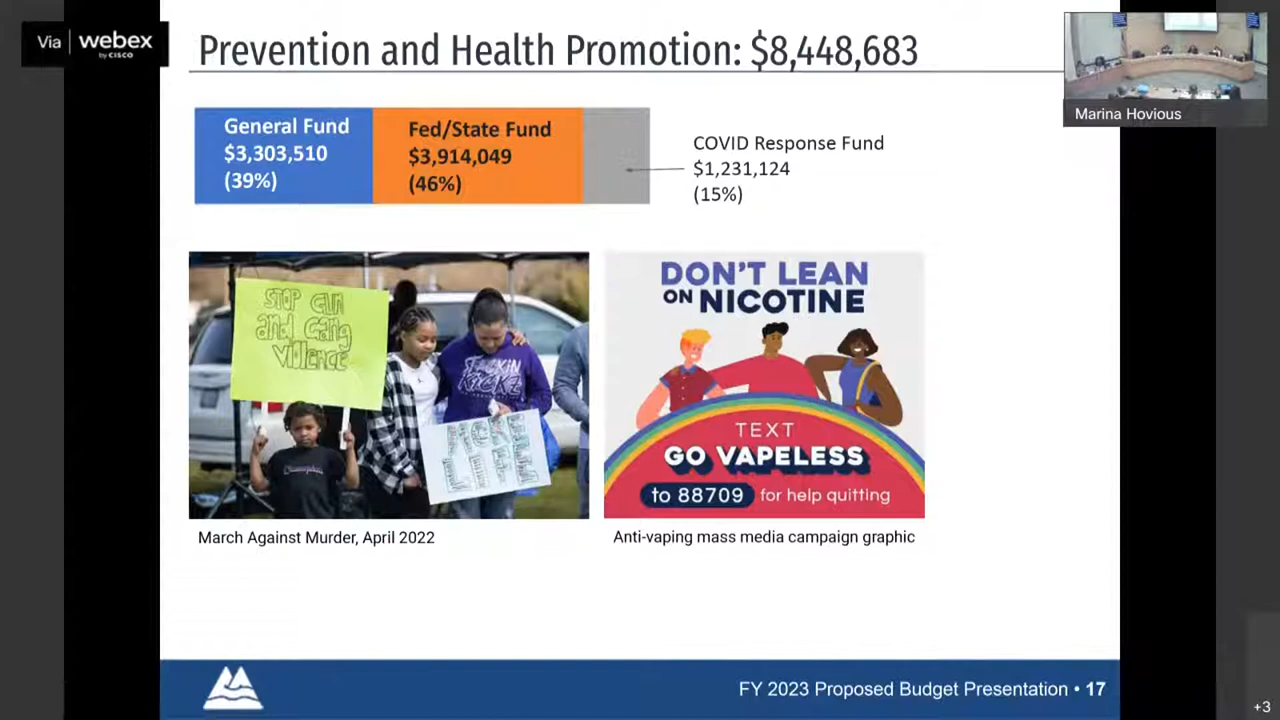 Via | webex
by CISCO
Prevention and Health Promotion: $8,448,683
Marina Hovious
General Fund
$3,303,510
(39%)
Fed/State Fund
$3,914,049
(46%)
COVID Response Fund
$1,231,124
(15%)
STOP GUN
and Gang
VIOLENCE
DON'T LEAN
ON NICOTINE
TEXT
GO VAPELESS
to 88709 for help quitting
March Against Murder, April 2022
Anti-vaping mass media campaign graphic
FY 2023 Proposed Budget Presentation • 17
+3